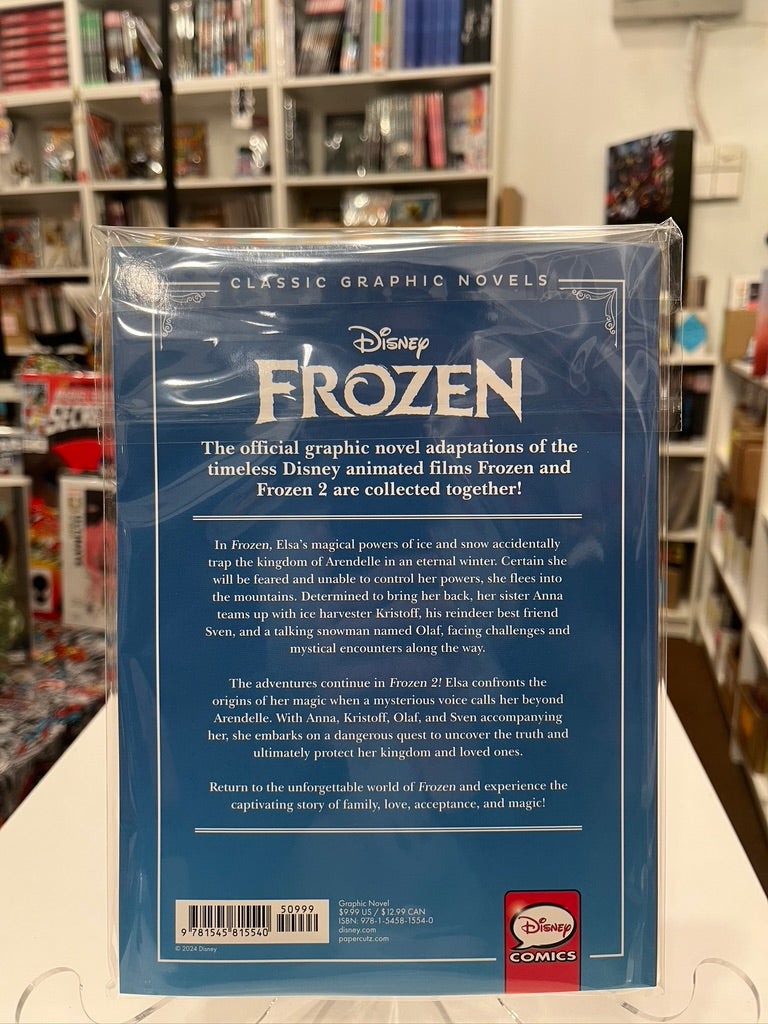 CLASSIC GRAPHIC NOVELS
Disney
FROZEN
The official graphic novel adaptations of the
timeless Disney animated films Frozen and
Frozen 2 are collected together!
In Frozen, Elsa's magical powers of ice and snow accidentally
trap the kingdom of Arendelle in an eternal winter. Certain she
will be feared and unable to control her powers, she flees into
the mountains. Determined to bring her back, her sister Anna
teams up with ice harvester Kristoff, his reindeer best friend
Sven, and a talking snowman named Olaf, facing challenges and
mystical encounters along the way.
The adventures continue in Frozen 2! Elsa confronts the
origins of her magic when a mysterious voice calls her beyond
Arendelle. With Anna, Kristoff, Olaf, and Sven accompanying
her, she embarks on a dangerous quest to uncover the truth and
ultimately protect her kingdom and loved ones.
Return to the unforgettable world of Frozen and experience the
captivating story of family, love, acceptance, and magic!
50999
9 781545 815540
© 2024 Disney
Graphic Novel
$9.99 US / $12.99 CAN
ISBN: 978-1-5458-1554-0
disney.com
papercutz.com
Disney
COMICS